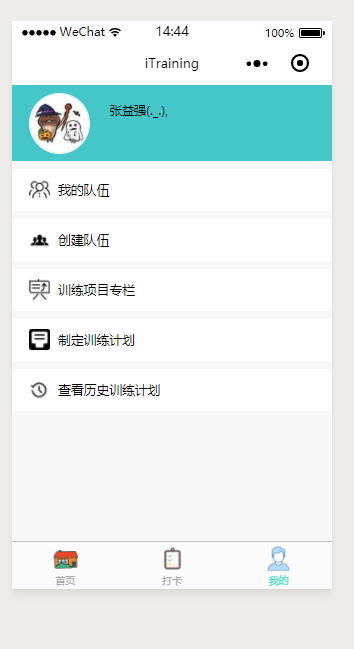 ●●●●● WeChat 14:44 100%
iTraining
张益强(._.),
我的队伍
创建队伍
训练项目专栏
制定训练计划
查看历史训练计划
首页 打卡 我的